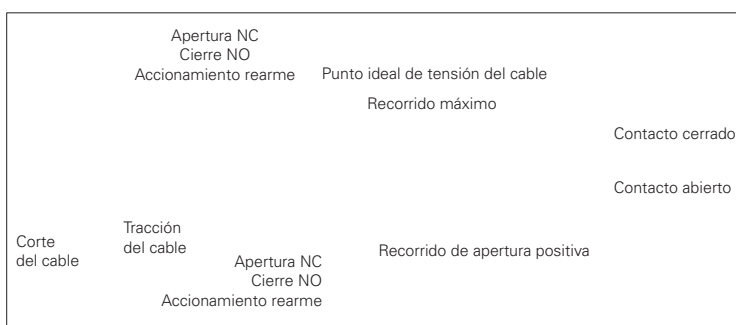 Apertura NC
Cierre NO
Accionamiento rearme
Punto ideal de tensión del cable
Recorrido máximo
Contacto cerrado
Contacto abierto
Corte
del cable
Tracción
del cable
Apertura NC
Cierre NO
Accionamiento rearme
Recorrido de apertura positiva